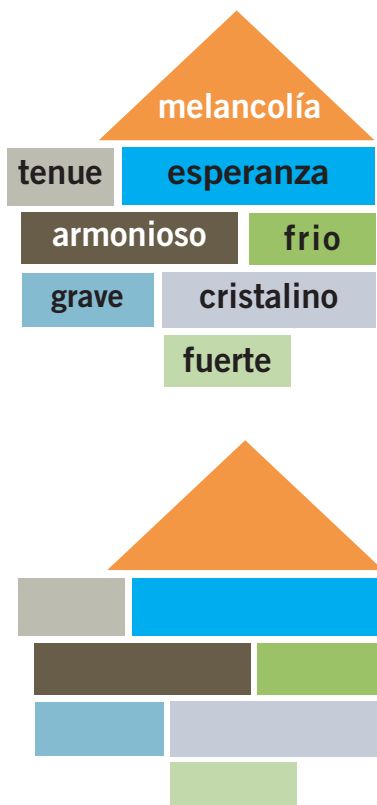 melancolía
tenue esperanza
armonioso frio
grave cristalino
fuerte